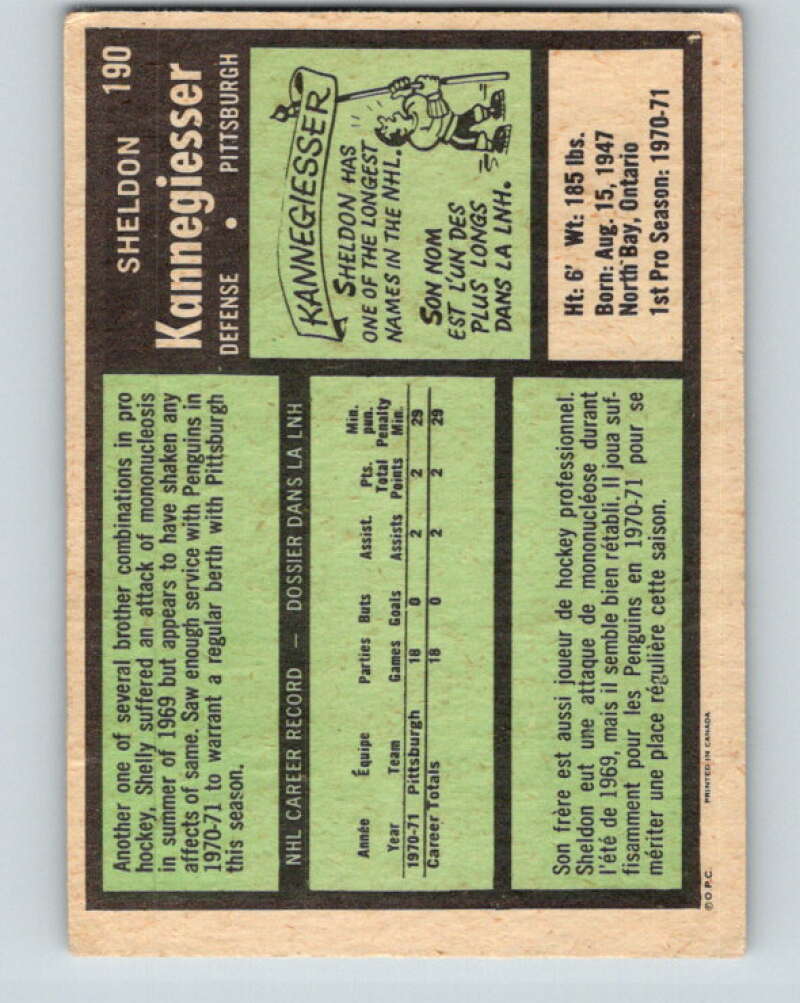 SHELDON 190
Kannegiesser
DEFENSE • PITTSBURGH
Another one of several brother combinations in pro
hockey, Shelly suffered an attack of mononucleosis
in summer of 1969 but appears to have shaken any
affects of same. Saw enough service with Penguins in
1970-71 to warrant a regular berth with Pittsburgh
this season.
KANNEGIESSER
SHELDON HAS
ONE OF THE LONGEST
NAMES IN THE NHL.
SON NOM
EST L'UN DES
PLUS LONGS
DANS LA LNH.
NHL CAREER RECORD — DOSSIER DANS LA LNH
Année Équipe Parties Buts Assist. Pts. Min. pun.
Year Team Games Goals Assists Total Points Penalty Min.
1970-71 Pittsburgh 18 0 2 2 29
Career Totals 18 0 2 2 29
Ht: 6' Wt: 185 lbs.
Born: Aug. 15, 1947
North Bay, Ontario
1st Pro Season: 1970-71
Son frère est aussi joueur de hockey professionnel.
Sheldon eut une attaque de mononucléose durant
l'été de 1969, mais il semble bien rétabli. Il joua suf-
fisamment pour les Penguins en 1970-71 pour se
mériter une place régulière cette saison.
© O.P.C. PRINTED IN CANADA